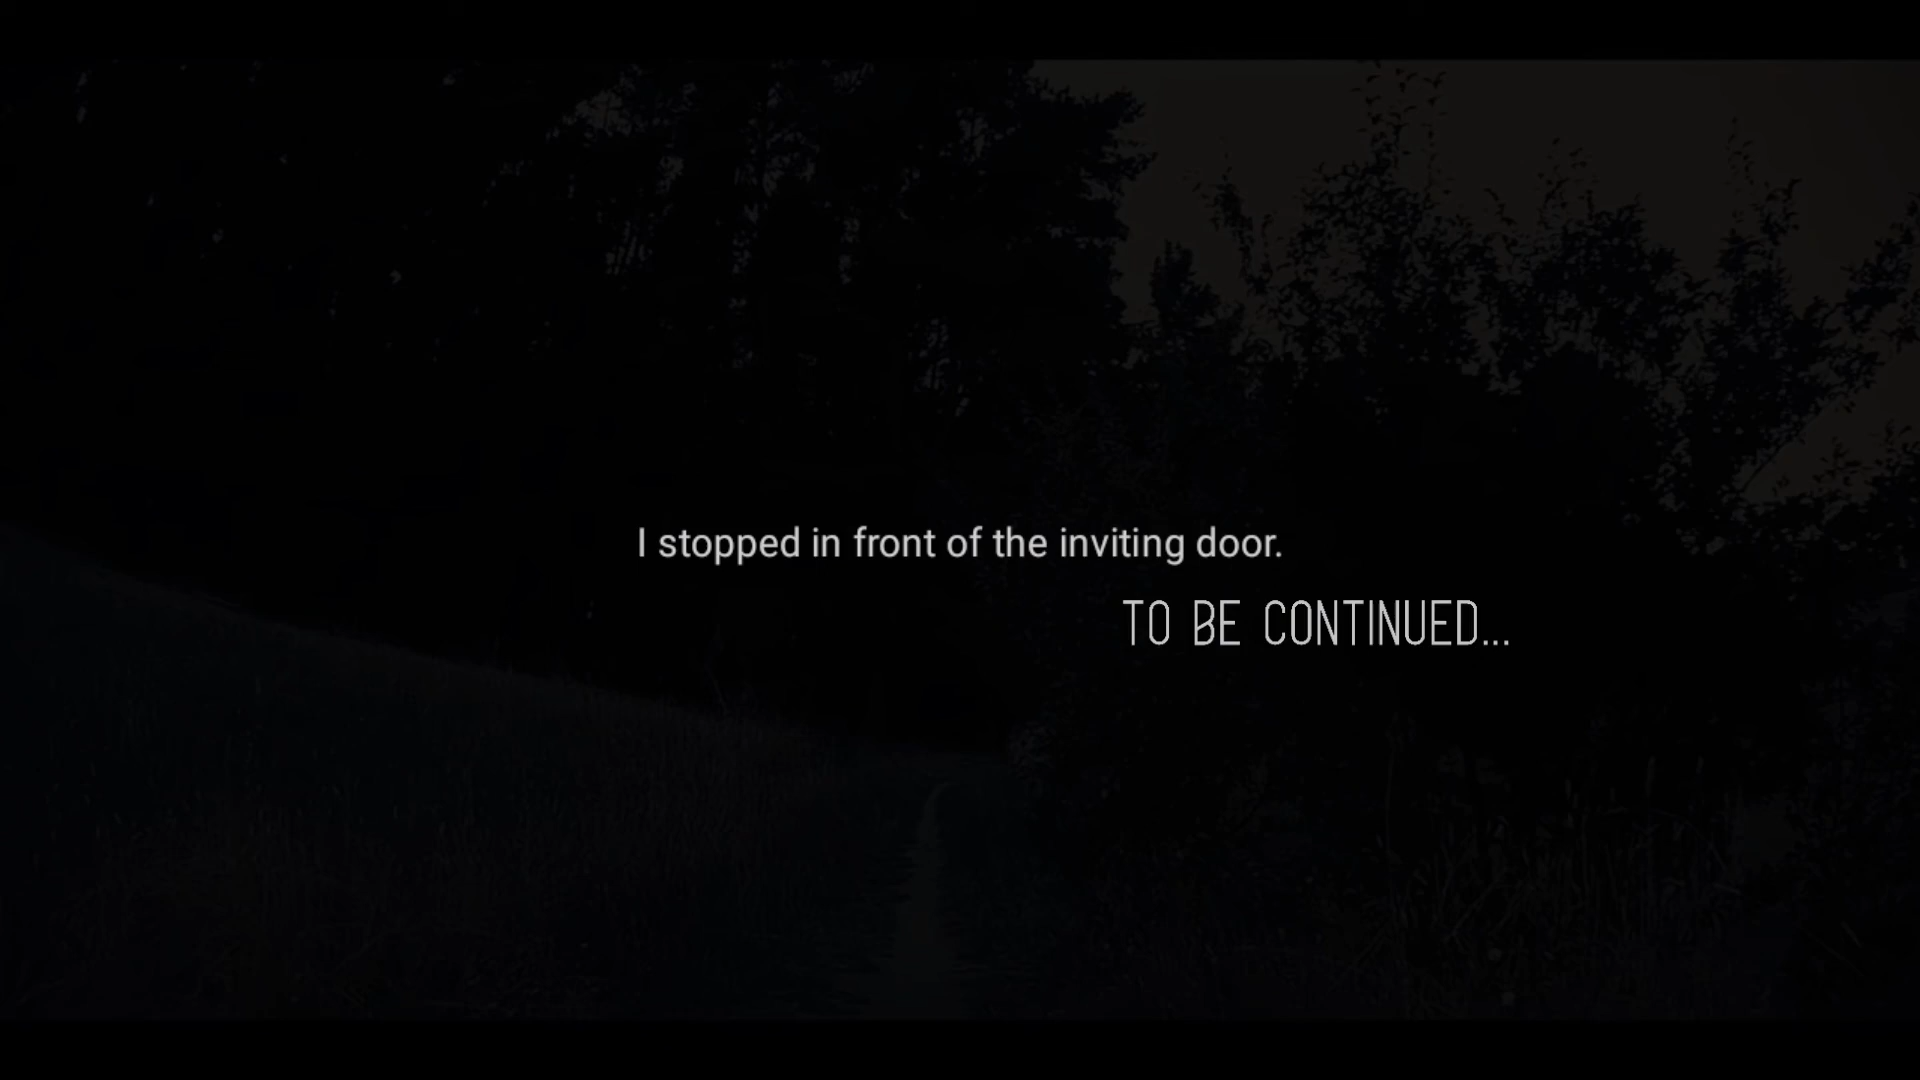 I stopped in front of the inviting door.
TO BE CONTINUED...